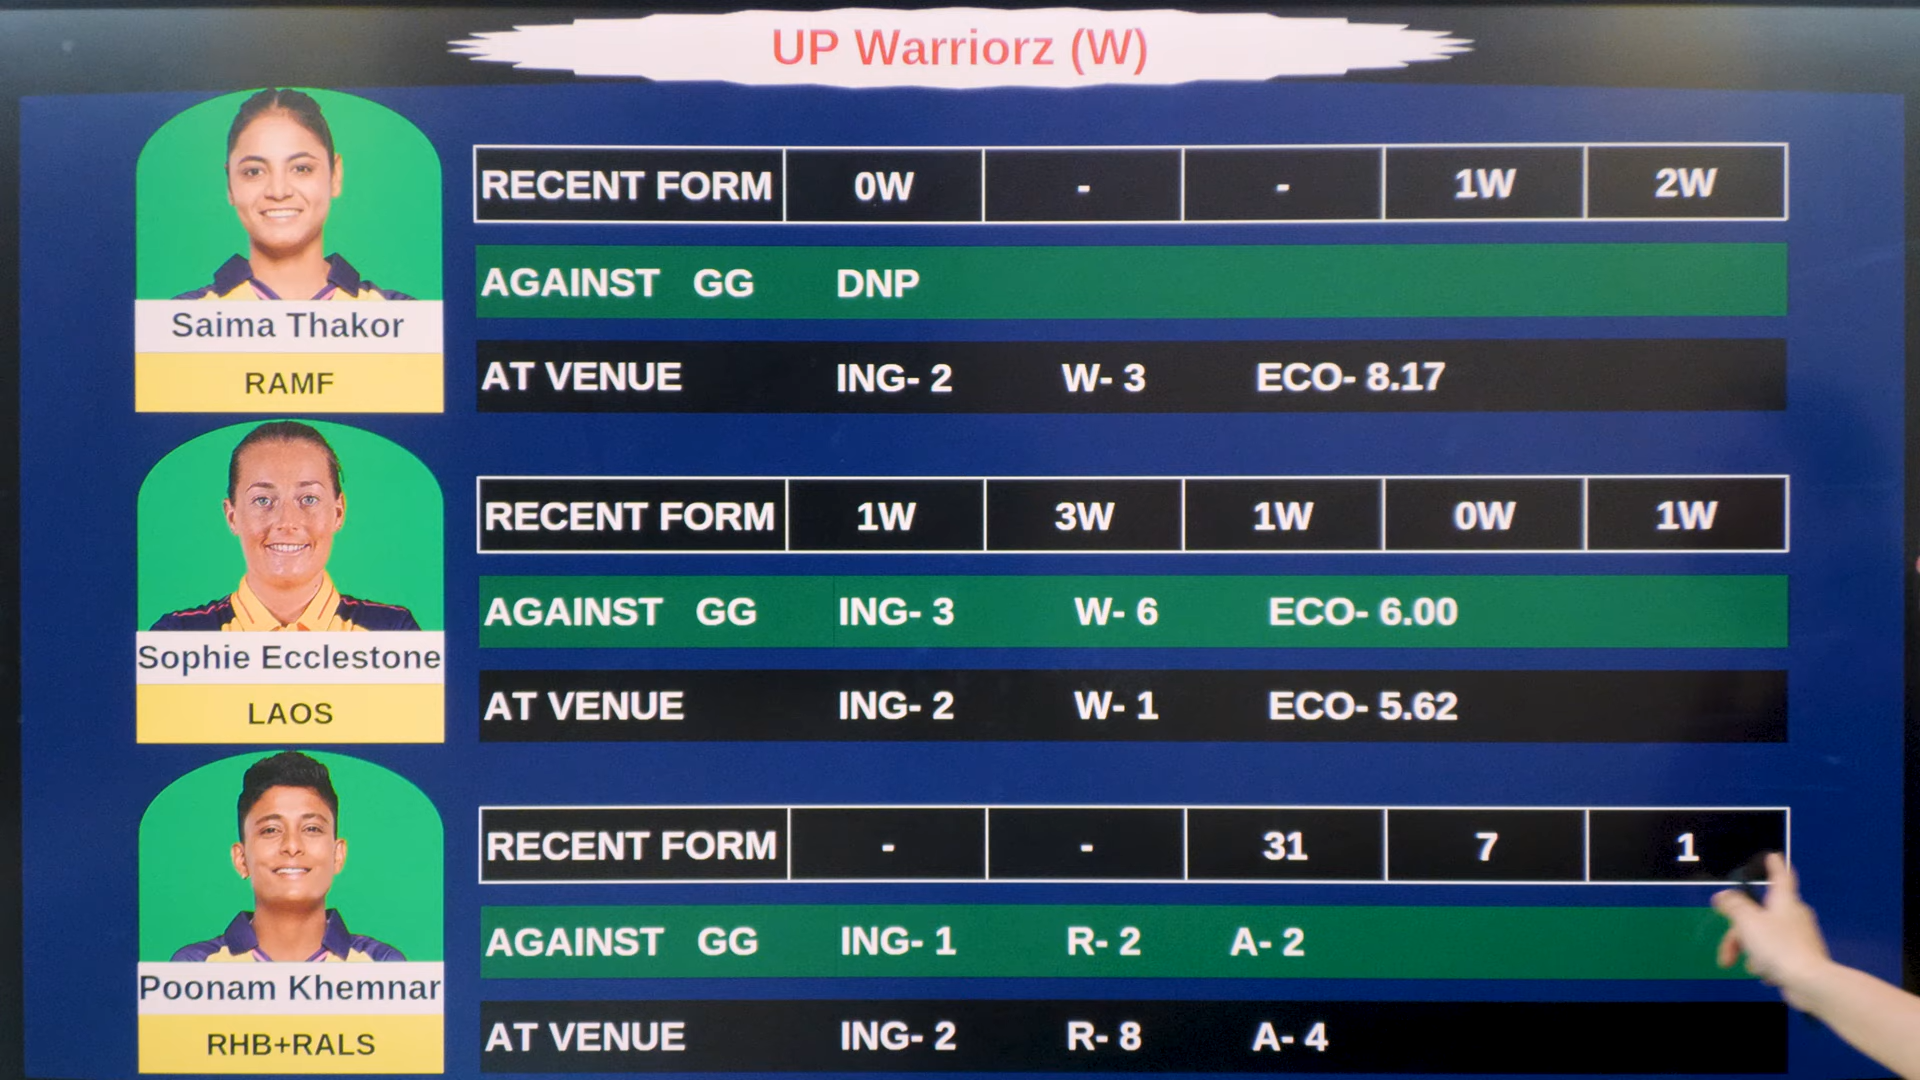 UP Warriorz (W)
Saima Thakor
RAMF
RECENT FORM 0W - - 1W 2W
AGAINST GG DNP
AT VENUE ING- 2 W- 3 ECO- 8.17
Sophie Ecclestone
LAOS
RECENT FORM 1W 3W 1W 0W 1W
AGAINST GG ING- 3 W- 6 ECO- 6.00
AT VENUE ING- 2 W- 1 ECO- 5.62
Poonam Khemnar
RHB+RALS
RECENT FORM - - 31 7 1
AGAINST GG ING- 1 R- 2 A- 2
AT VENUE ING- 2 R- 8 A- 4